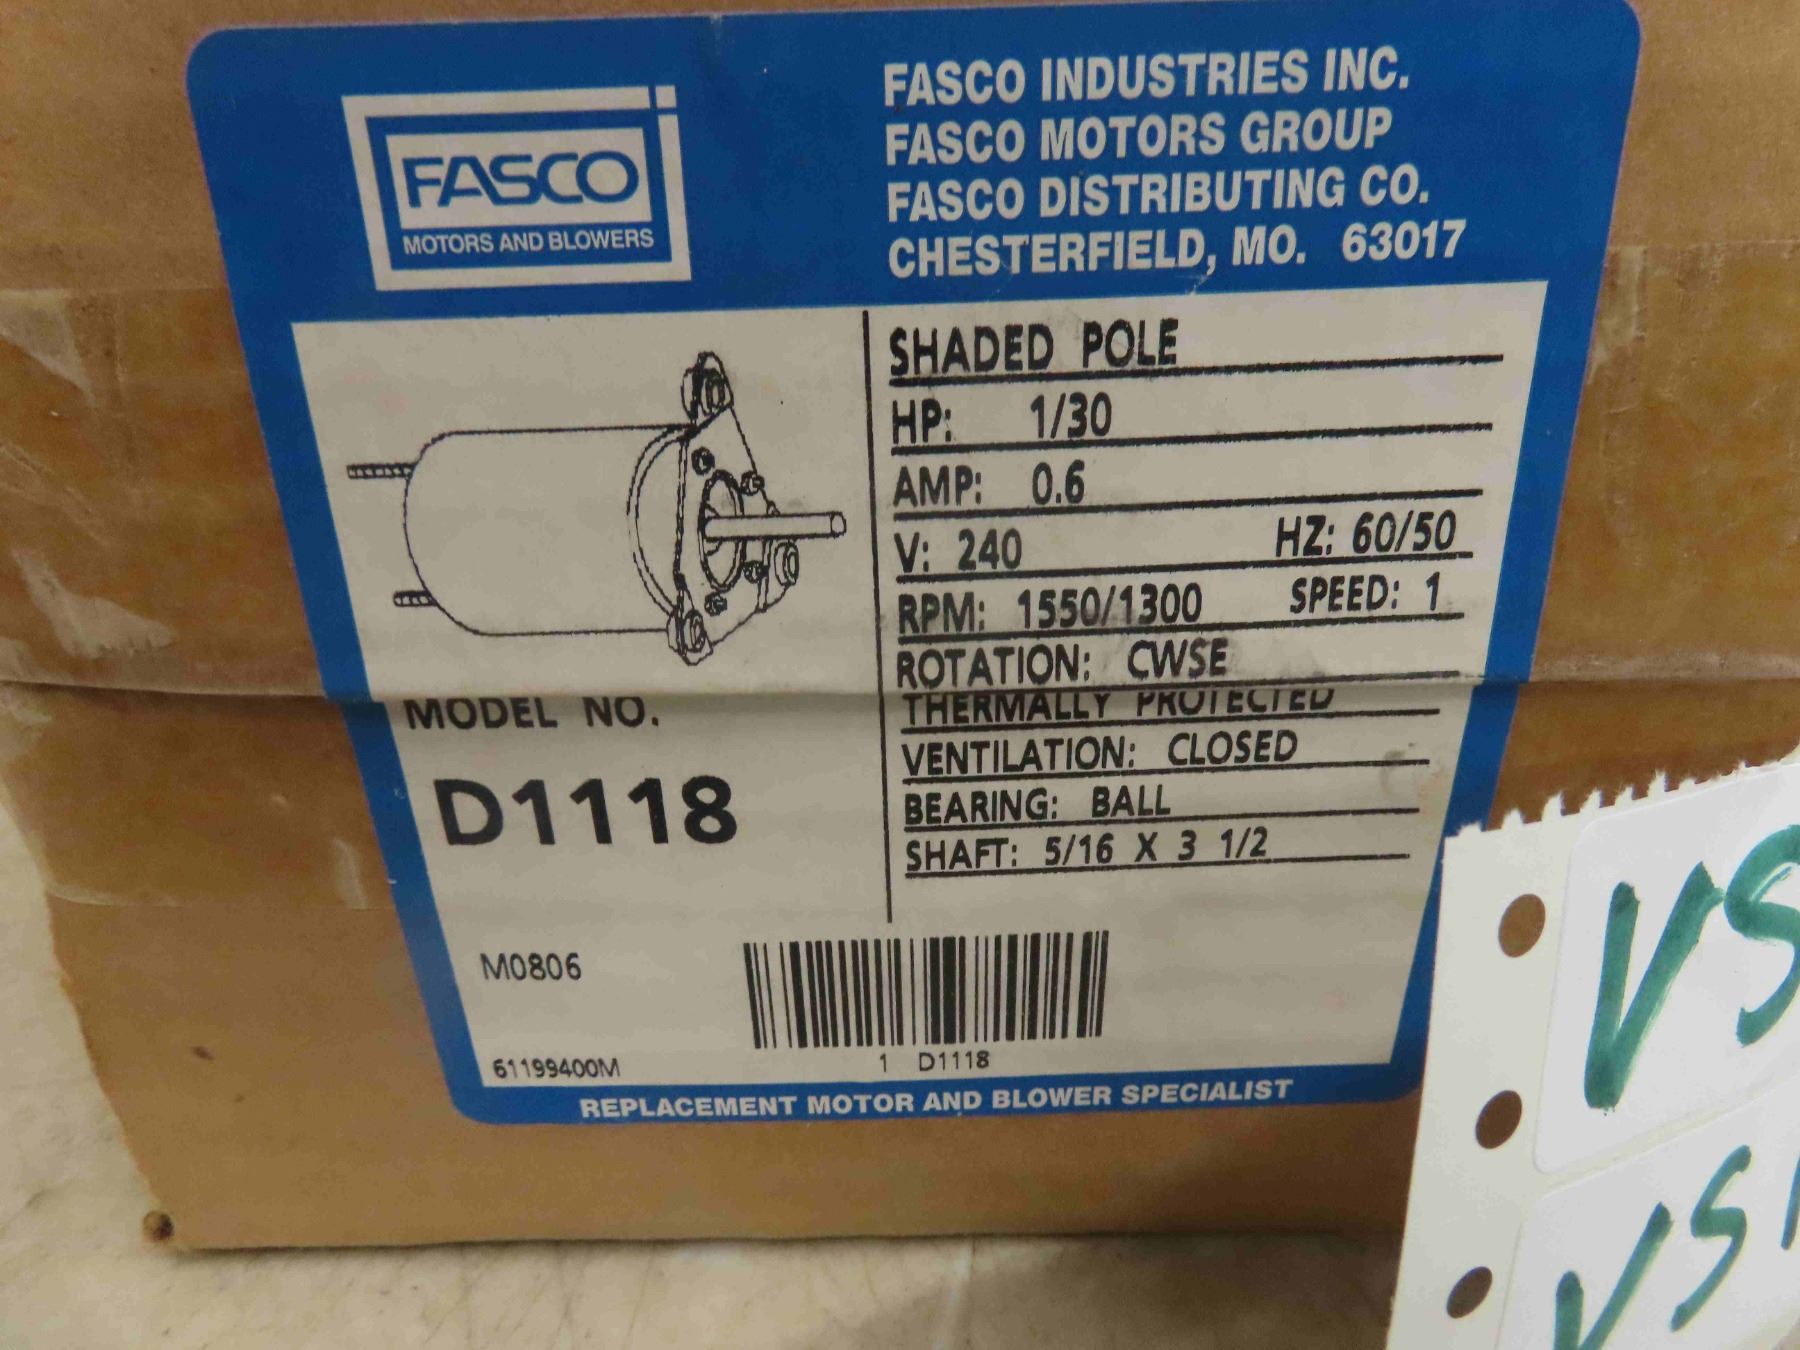 FASCO
MOTORS AND BLOWERS
FASCO INDUSTRIES INC.
FASCO MOTORS GROUP
FASCO DISTRIBUTING CO.
CHESTERFIELD, MO. 63017
SHADED POLE
HP: 1/30
AMP: 0.6
V: 240 HZ: 60/50
RPM: 1550/1300 SPEED: 1
ROTATION: CWSE
THERMALLY PROTECTED
VENTILATION: CLOSED
BEARING: BALL
SHAFT: 5/16 X 3 1/2
MODEL NO.
D1118
M0806
61199400M
1 D1118
REPLACEMENT MOTOR AND BLOWER SPECIALIST
VS
VS